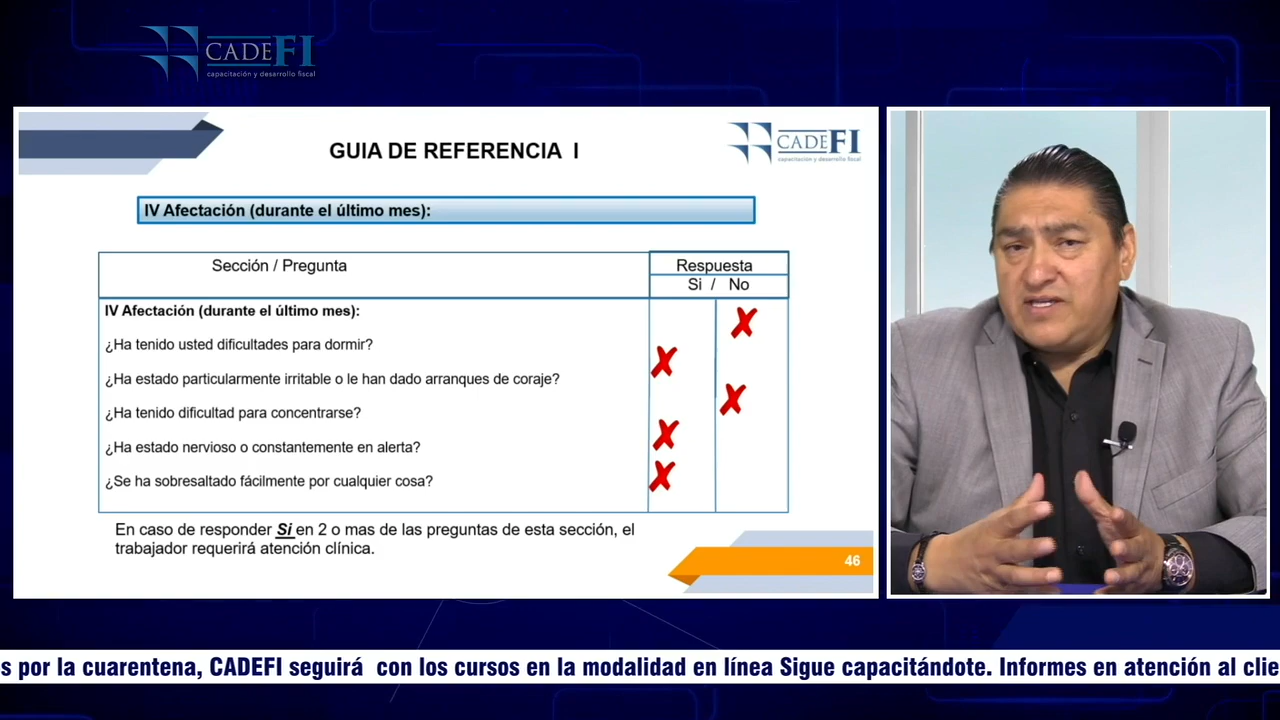 CADEFI
capacitación y desarrollo fiscal
GUIA DE REFERENCIA I
CADEFI
capacitación y desarrollo fiscal
IV Afectación (durante el último mes):
Sección / Pregunta
Respuesta
Si / No
IV Afectación (durante el último mes):
¿Ha tenido usted dificultades para dormir?
¿Ha estado particularmente irritable o le han dado arranques de coraje?
¿Ha tenido dificultad para concentrarse?
¿Ha estado nervioso o constantemente en alerta?
¿Se ha sobresaltado fácilmente por cualquier cosa?
En caso de responder Si en 2 o mas de las preguntas de esta sección, el
trabajador requerirá atención clínica.
46
s por la cuarentena, CADEFI seguirá con los cursos en la modalidad en línea Sigue capacitándote. Informes en atención al clie